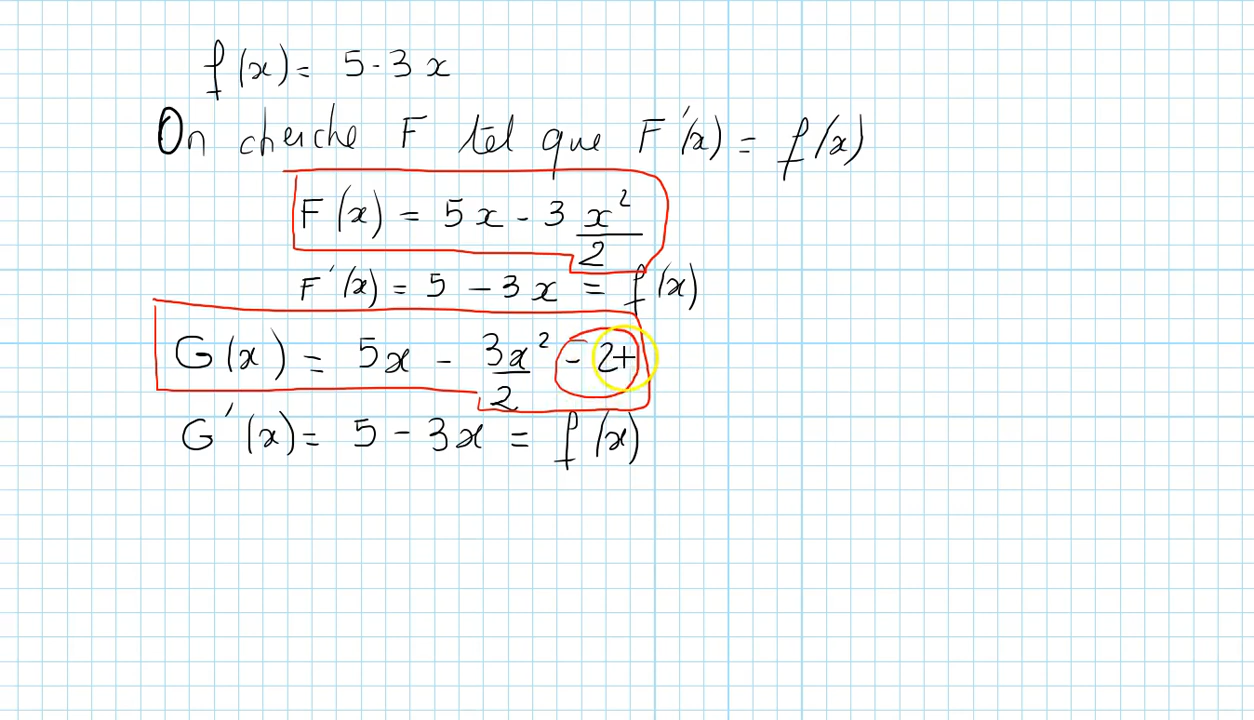 f(x) = 5 - 3x
On cherche F tel que F'(x) = f(x)
F(x) = 5x - 3 x²/2
F'(x) = 5 - 3x = f(x)
G(x) = 5x - 3x²/2 - 2+
G'(x) = 5 - 3x = f(x)